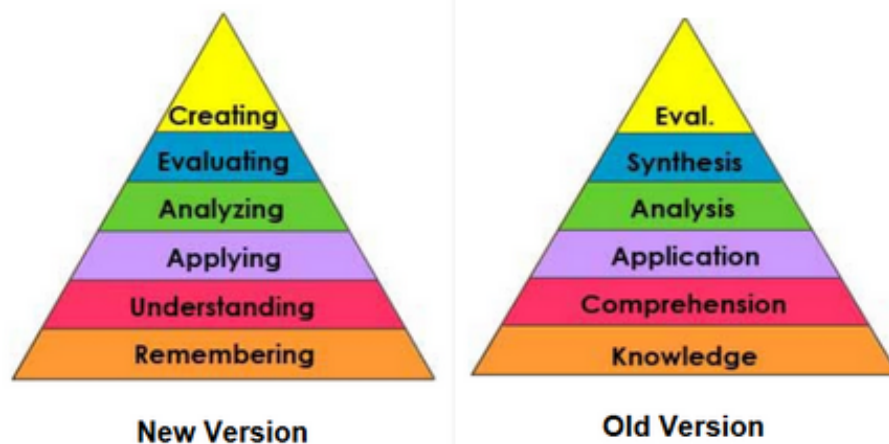 Creating
Evaluating
Analyzing
Applying
Understanding
Remembering
New Version
Eval.
Synthesis
Analysis
Application
Comprehension
Knowledge
Old Version